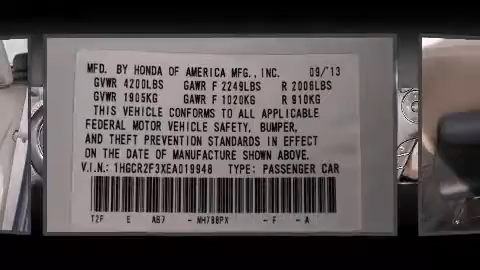 MFD. BY HONDA OF AMERICA MFG., INC. 09/'13
GVWR 4200LBS GAWR F 2249LBS R 2006LBS
GVWR 1905KG GAWR F 1020KG R 910KG
THIS VEHICLE CONFORMS TO ALL APPLICABLE
FEDERAL MOTOR VEHICLE SAFETY, BUMPER,
AND THEFT PREVENTION STANDARDS IN EFFECT
ON THE DATE OF MANUFACTURE SHOWN ABOVE.
V.I.N.: 1HGCR2F3XEA019948 TYPE: PASSENGER CAR
T2F E AB7 - NH788PX - F - A